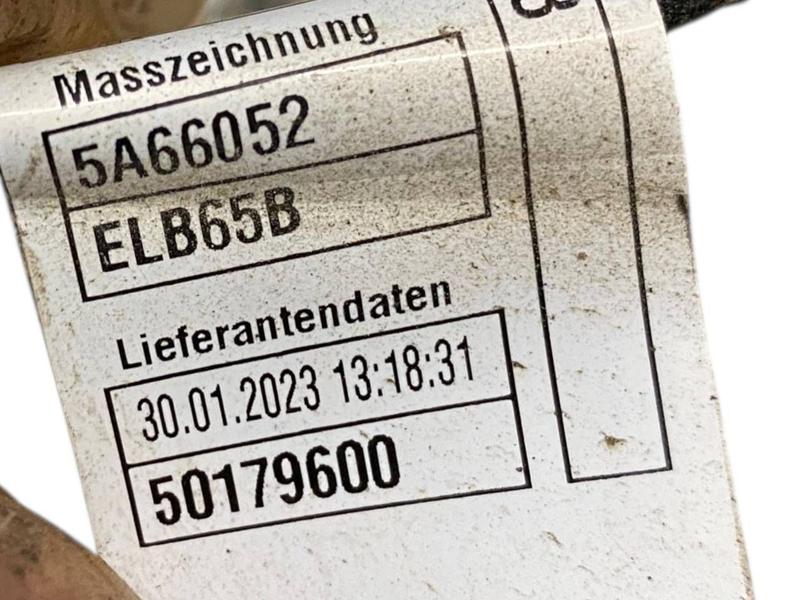 Masszeichnung
5A66052
ELB65B
Lieferantendaten
30.01.2023 13:18:31
50179600